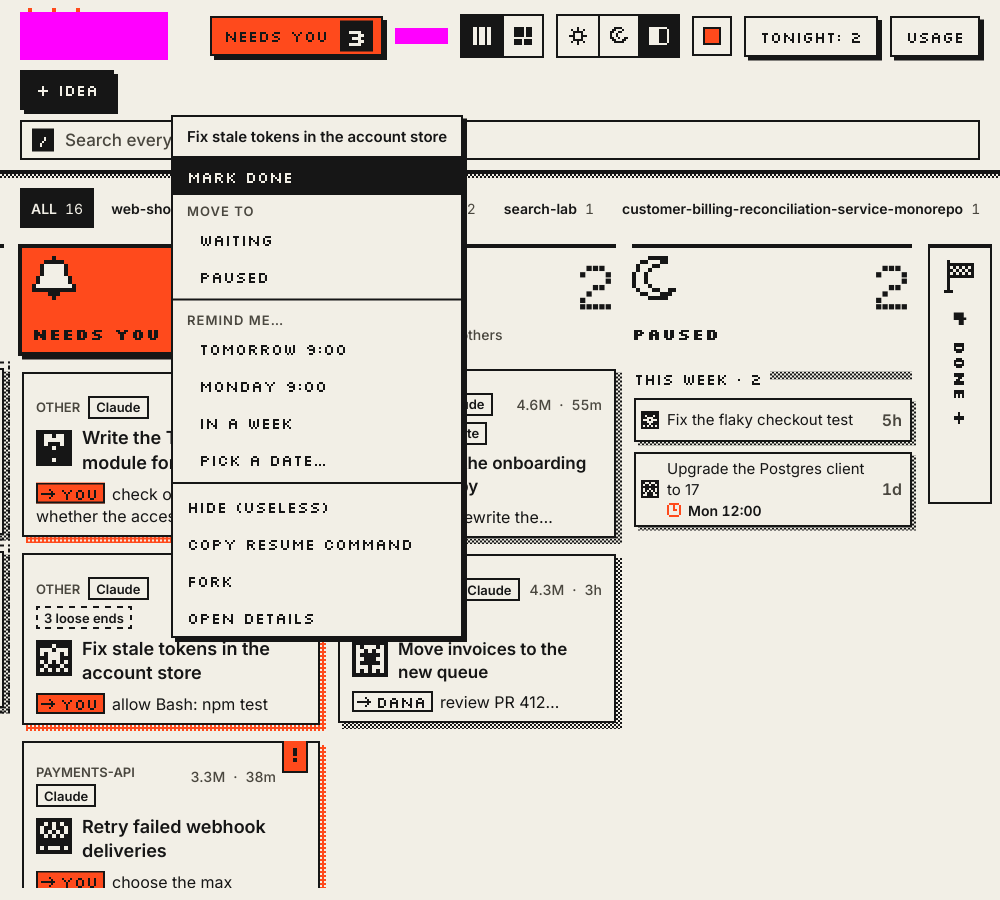 NEEDS YOU 3
TONIGHT: 2
USAGE
+ IDEA
/ Search every
Fix stale tokens in the account store
MARK DONE
MOVE TO
WAITING
PAUSED
REMIND ME…
TOMORROW 9:00
MONDAY 9:00
IN A WEEK
PICK A DATE…
HIDE (USELESS)
COPY RESUME COMMAND
FORK
OPEN DETAILS
ALL 16
web-sho
2
search-lab 1
customer-billing-reconciliation-service-monorepo 1
NEEDS YOU
OTHER Claude
Write the
module fo
→ YOU check o
whether the acces
OTHER Claude
3 loose ends
Fix stale tokens in the
account store
→ YOU allow Bash: npm test
!
PAYMENTS-API 3.3M · 38m
Claude
Retry failed webhook
deliveries
→ YOU choose the max
2
thers
4.6M · 55m
he onboarding
ewrite the…
Claude 4.3M · 3h
Move invoices to the
new queue
→ DANA review PR 412…
2
PAUSED
THIS WEEK · 2
Fix the flaky checkout test 5h
Upgrade the Postgres client
to 17 1d
Mon 12:00
4 DONE +